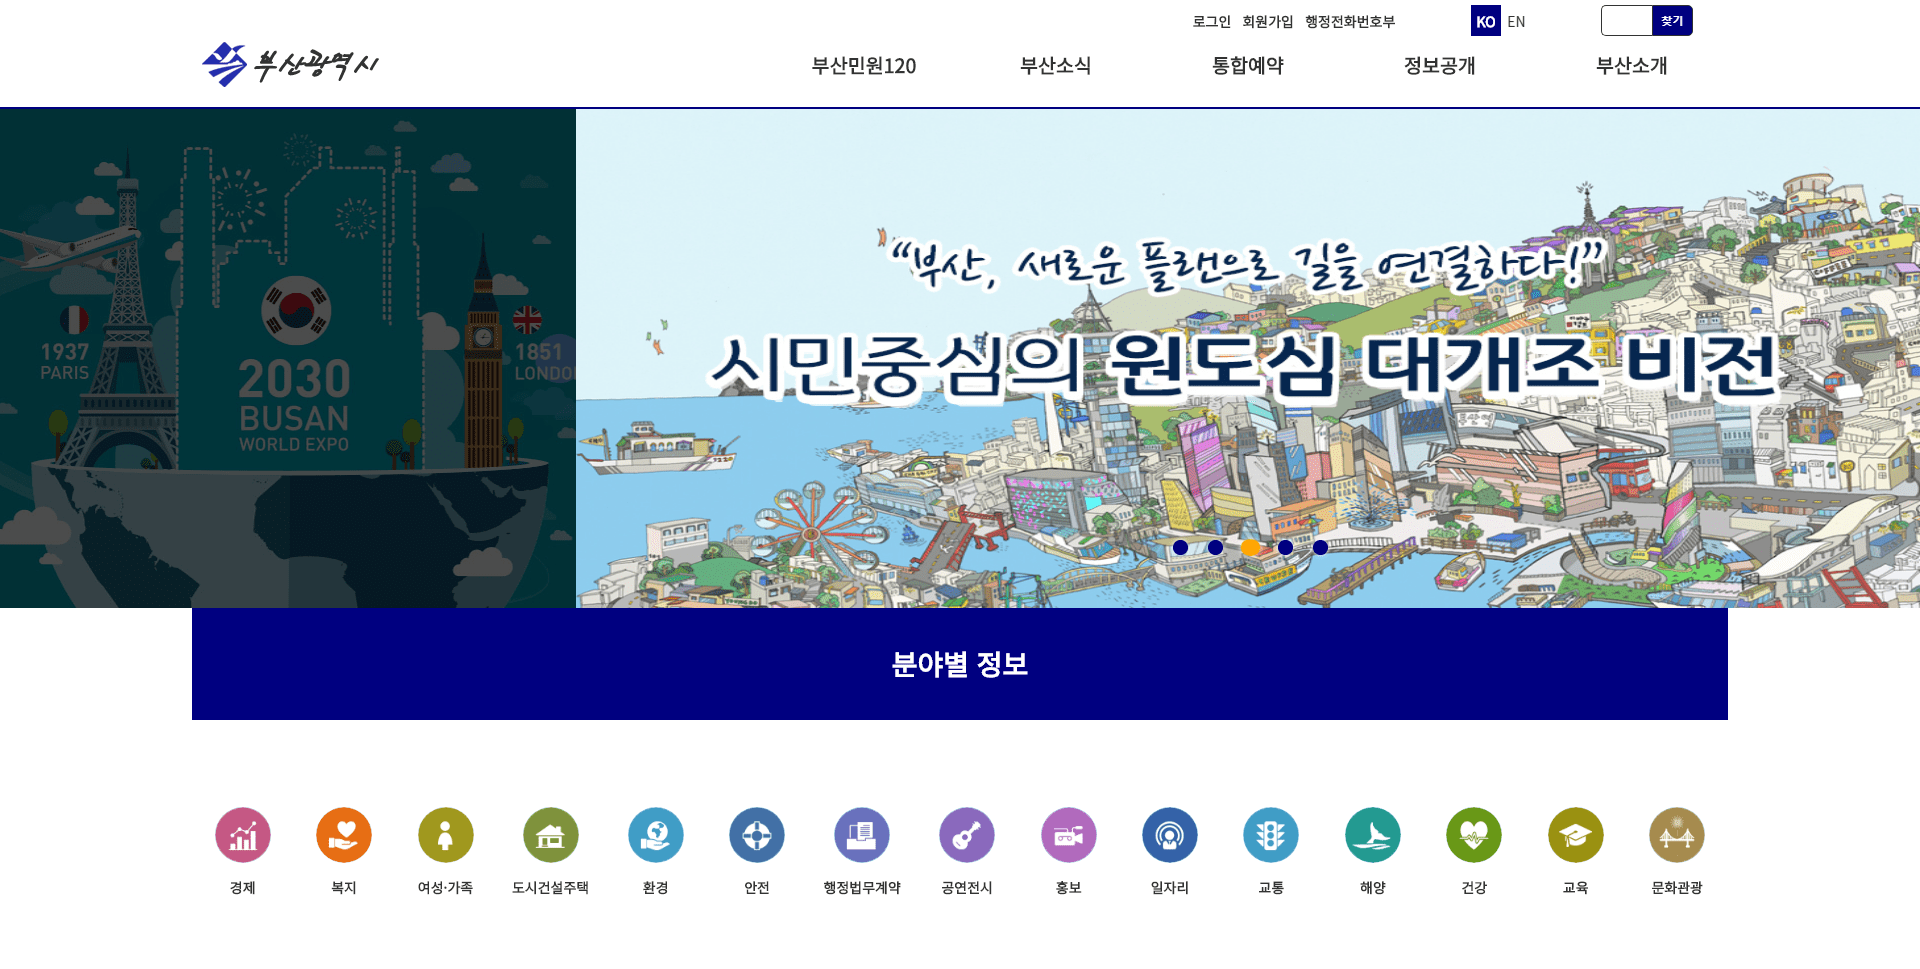 로그인 회원가입 행정전화번호부 KO EN 찾기
부산광역시
부산민원120 부산소식 통합예약 정보공개 부산소개
1937
PARIS
2030
BUSAN
WORLD EXPO
1851
LONDON
“부산, 새로운 플랜으로 길을 연결하다!”
시민중심의 원도심 대개조 비전
분야별 정보
경제 복지 여성·가족 도시건설주택 환경 안전 행정법무계약 공연전시 홍보 일자리 교통 해양 건강 교육 문화관광